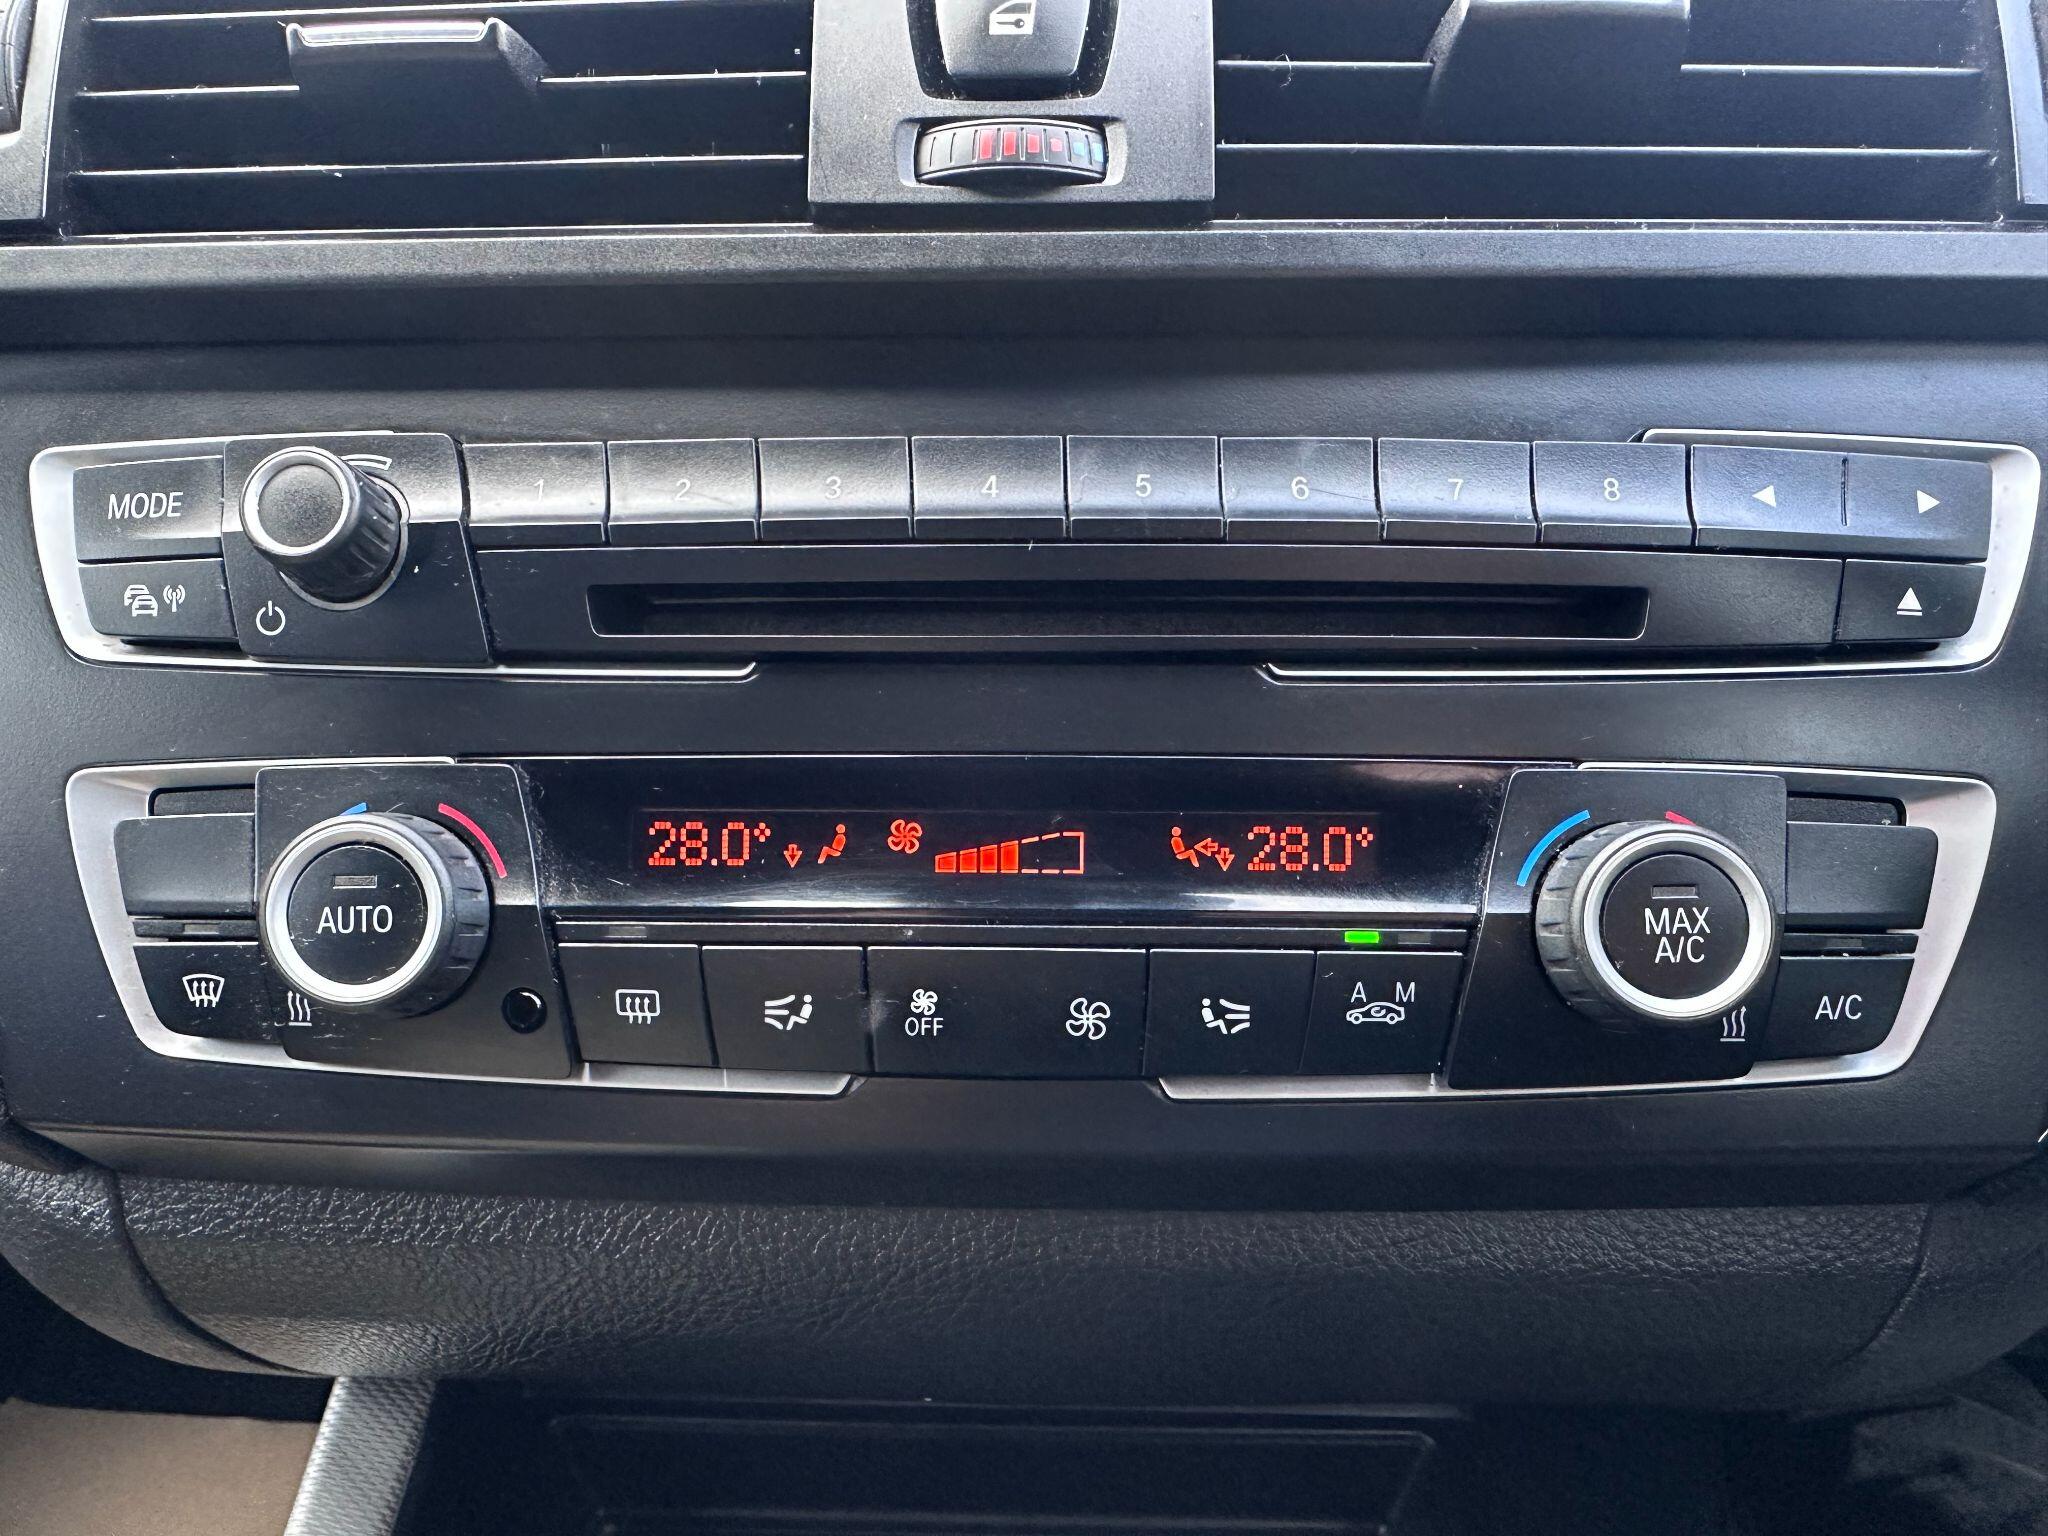 MODE
1 2 3 4 5 6 7 8
28.0° 28.0°
AUTO
MAX
A/C
OFF
A M
A/C